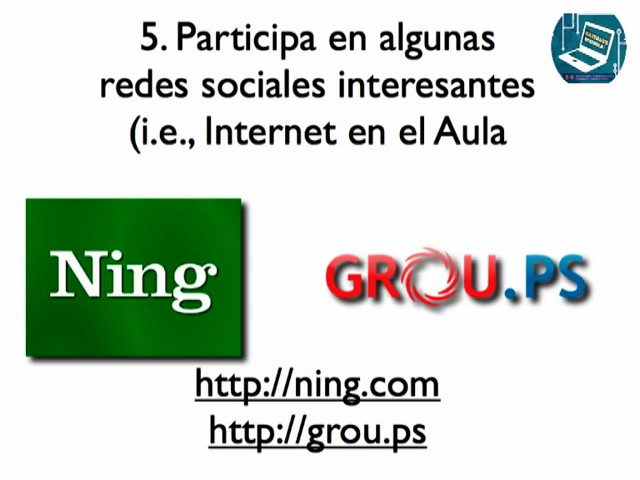 5. Participa en algunas
redes sociales interesantes
(i.e., Internet en el Aula
Ning
GROU.PS
http://ning.com
http://grou.ps